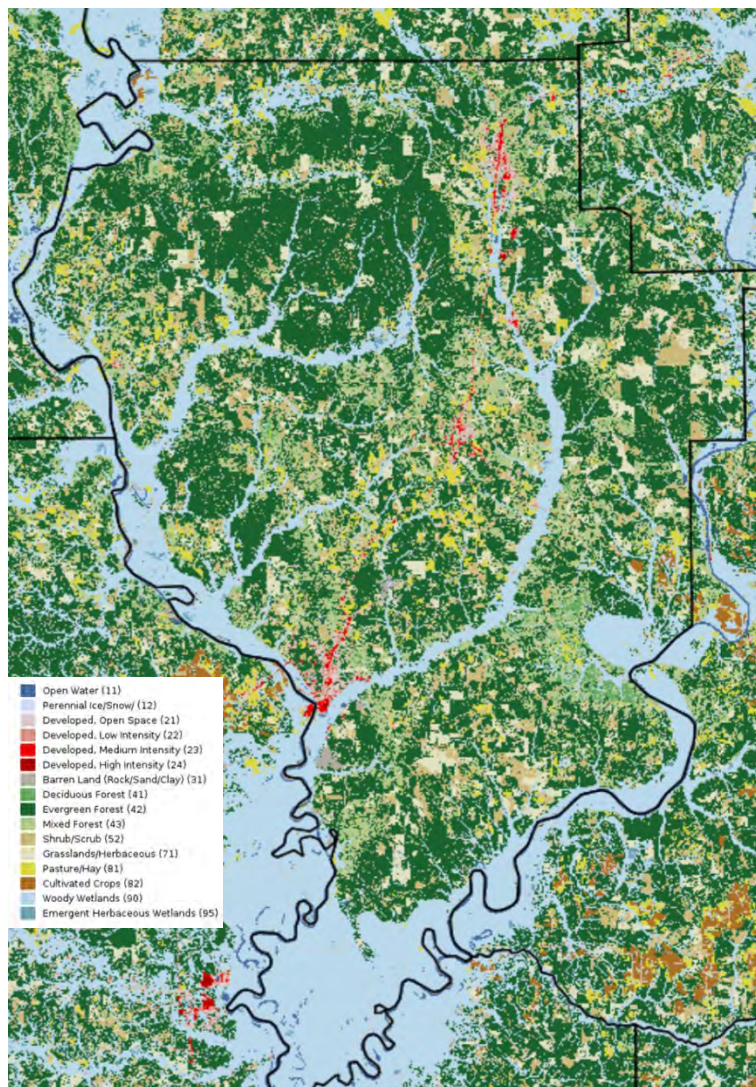 Open Water (11)
Perennial Ice/Snow/ (12)
Developed, Open Space (21)
Developed, Low Intensity (22)
Developed, Medium Intensity (23)
Developed, High Intensity (24)
Barren Land (Rock/Sand/Clay) (31)
Deciduous Forest (41)
Evergreen Forest (42)
Mixed Forest (43)
Shrub/Scrub (52)
Grasslands/Herbaceous (71)
Pasture/Hay (81)
Cultivated Crops (82)
Woody Wetlands (90)
Emergent Herbaceous Wetlands (95)